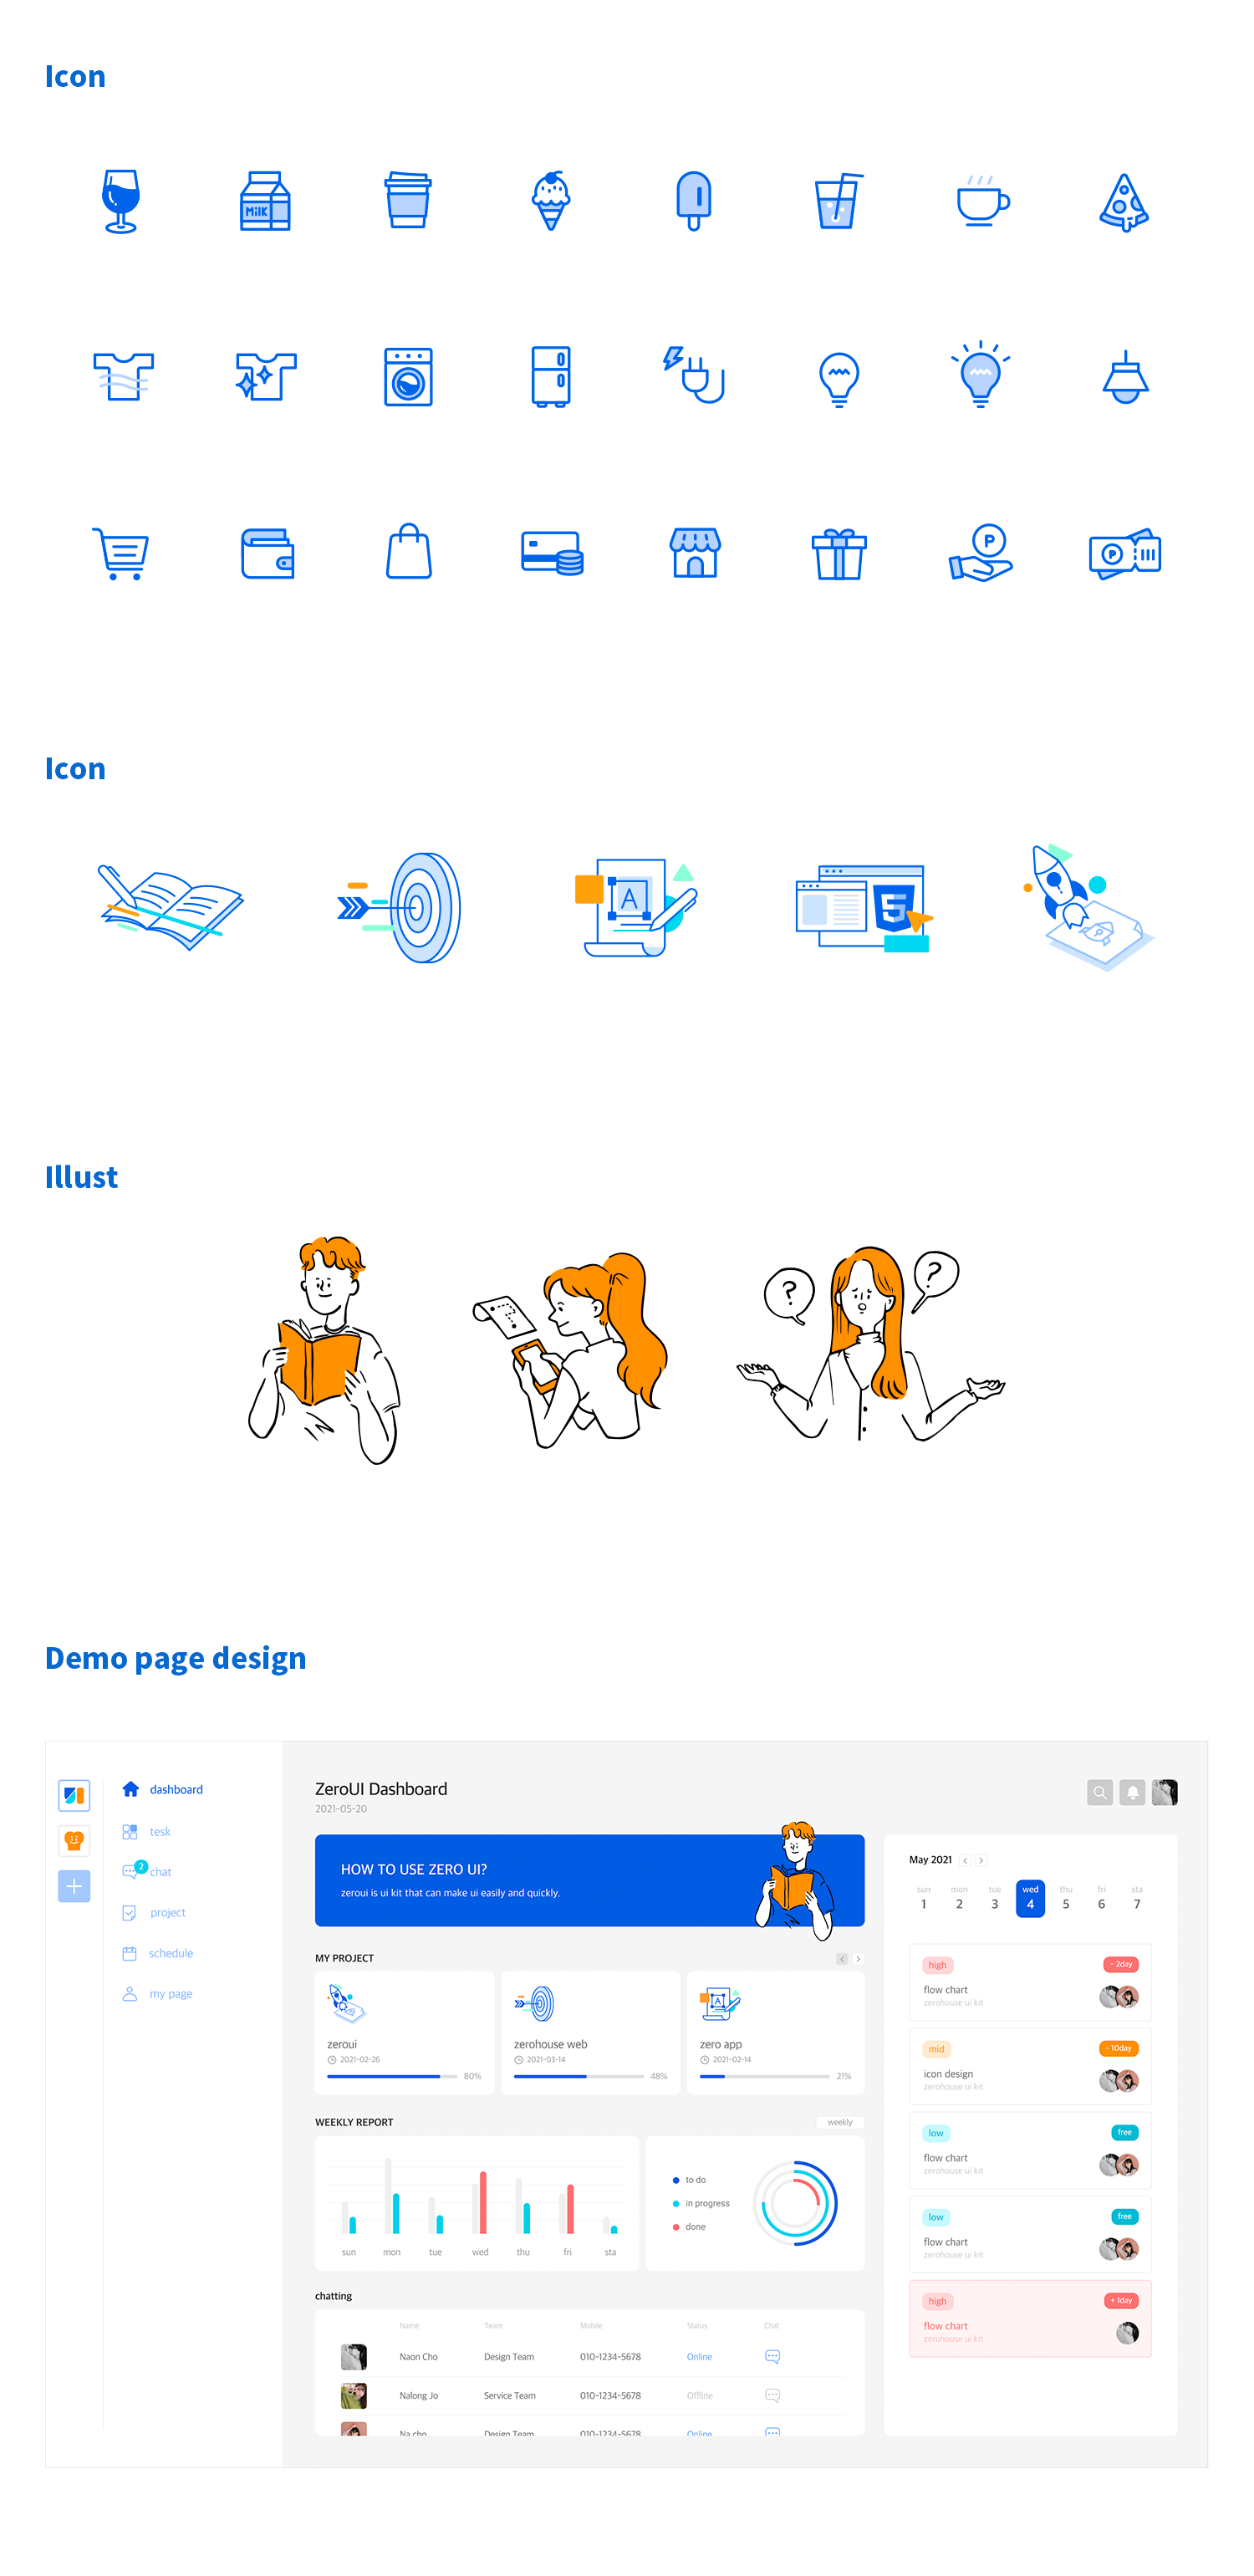 Icon
MilK
P
P
Icon
A
5
Illust
?
?
Demo page design
dashboard
tesk
2
chat
project
schedule
my page
ZeroUI Dashboard
2021-05-20
HOW TO USE ZERO UI?
zeroui is ui kit that can make ui easily and quickly.
MY PROJECT
zeroui
2021-02-26
80%
zerohouse web
2021-03-14
48%
A
zero app
2021-02-14
21%
WEEKLY REPORT
weekly
sun mon tue wed thu fri sta
to do
in progress
done
chatting
Name Team Mobile Status Chat
Naon Cho Design Team 010-1234-5678 Online
Nalong Jo Service Team 010-1234-5678 Offline
Na cho Design Team 010-1234-5678 Online
May 2021
sun mon tue wed thu fri sta
1 2 3 4 5 6 7
high - 2day
flow chart
zerohouse ui kit
mid - 10day
icon design
zerohouse ui kit
low free
flow chart
zerohouse ui kit
low free
flow chart
zerohouse ui kit
high + 1day
flow chart
zerohouse ui kit